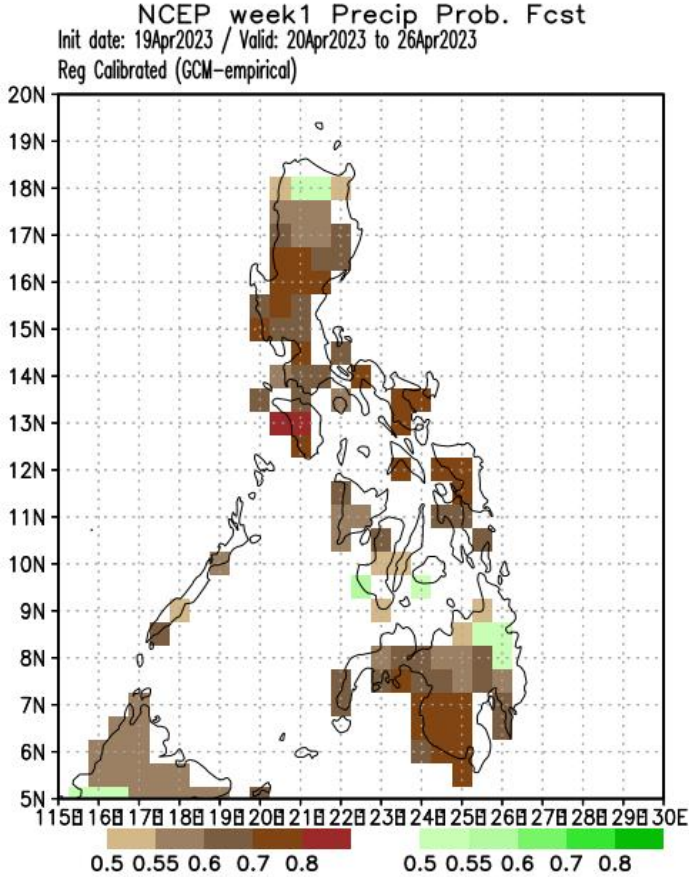 NCEP week1 Precip Prob. Fcst
Init date: 19Apr2023 / Valid: 20Apr2023 to 26Apr2023
Reg Calibrated (GCM-empirical)
20N
19N
18N
17N
16N
15N
14N
13N
12N
11N
10N
9N
8N
7N
6N
5N
115E 116E 117E 118E 119E 120E 121E 122E 123E 124E 125E 126E 127E 128E 129E 130E
0.5 0.55 0.6 0.7 0.8 0.5 0.55 0.6 0.7 0.8